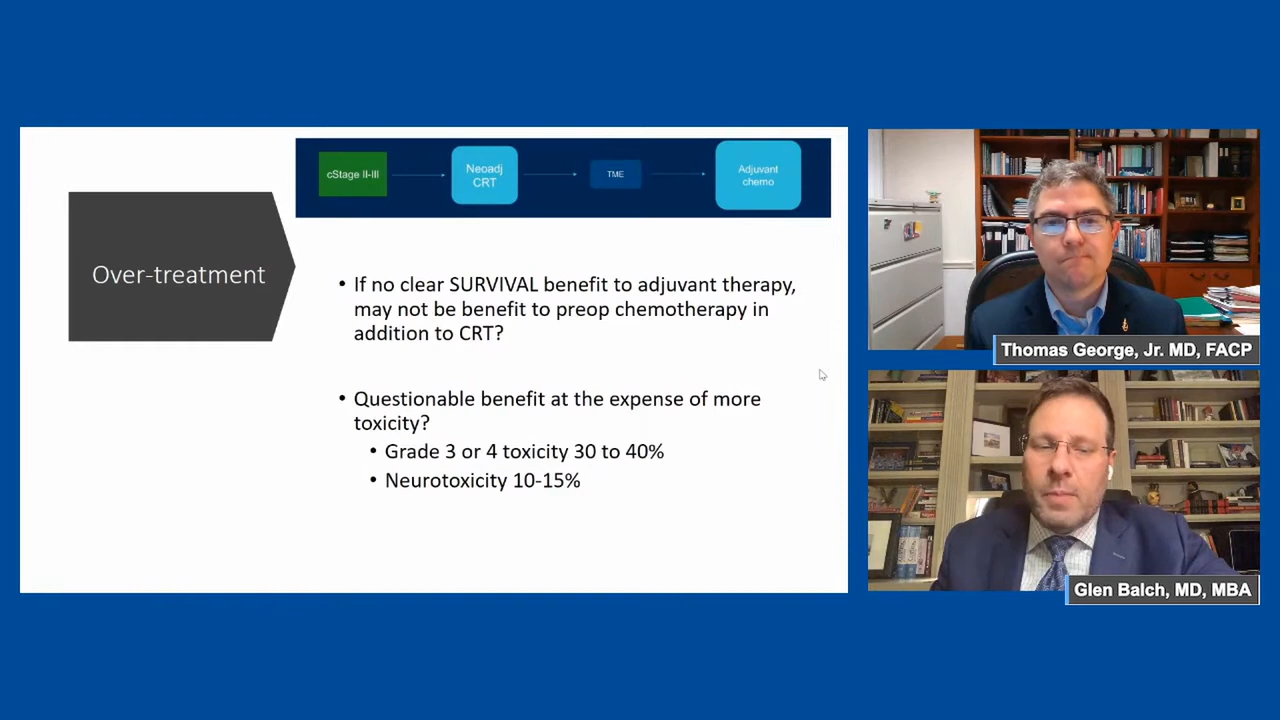 cStage II-III
Neoadj
CRT
TME
Adjuvant
chemo
Over-treatment
• If no clear SURVIVAL benefit to adjuvant therapy,
may not be benefit to preop chemotherapy in
addition to CRT?
• Questionable benefit at the expense of more
toxicity?
• Grade 3 or 4 toxicity 30 to 40%
• Neurotoxicity 10-15%
Thomas George, Jr. MD, FACP
Glen Balch, MD, MBA